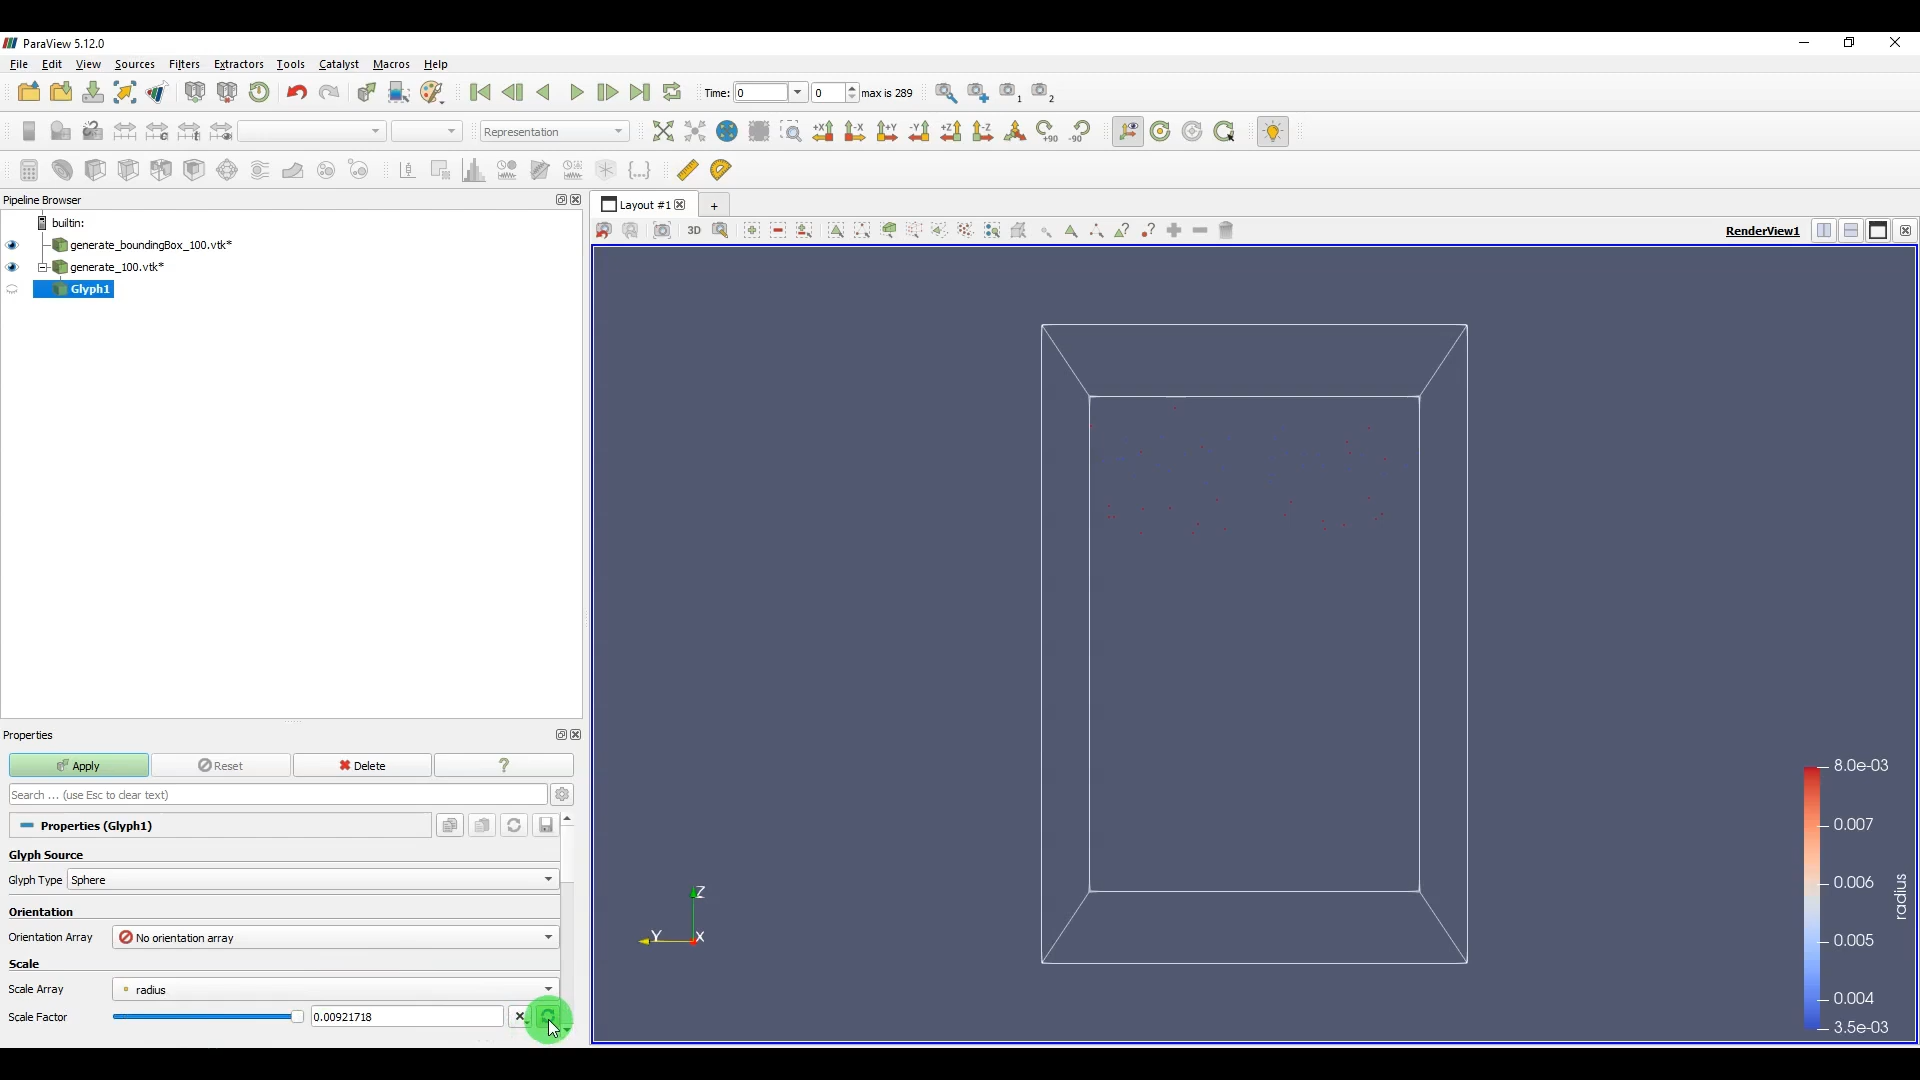 ParaView 5.12.0
File Edit View Sources Filters Extractors Tools Catalyst Macros Help
Time: 0 0 max is 289
1 2
Representation
+X -X +Y -Y +Z -Z +90 -90
Pipeline Browser
Layout #1 +
builtin:
3D
RenderView1
generate_boundingBox_100.vtk*
generate_100.vtk*
Glyph1
Properties
Apply Reset Delete ?
Search ... (use Esc to clear text)
Properties (Glyph1)
Glyph Source
Glyph Type Sphere
Orientation
Orientation Array No orientation array
Scale
Scale Array radius
Scale Factor 0.00921718
Z
Y X
8.0e-03
0.007
0.006
0.005
0.004
3.5e-03
radius